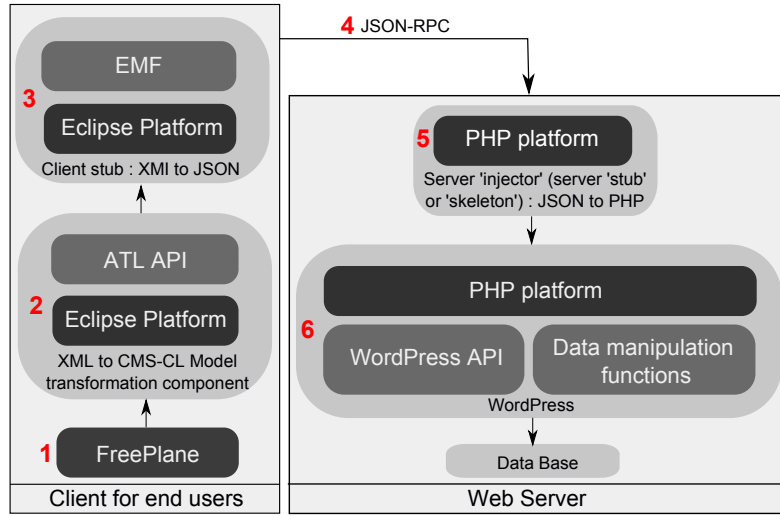 4 JSON-RPC
EMF
3
Eclipse Platform
Client stub : XMI to JSON
ATL API
2
Eclipse Platform
XML to CMS-CL Model
transformation component
1
FreePlane
Client for end users
5
PHP platform
Server 'injector' (server 'stub'
or 'skeleton') : JSON to PHP
PHP platform
6
WordPress API
Data manipulation
functions
WordPress
Data Base
Web Server